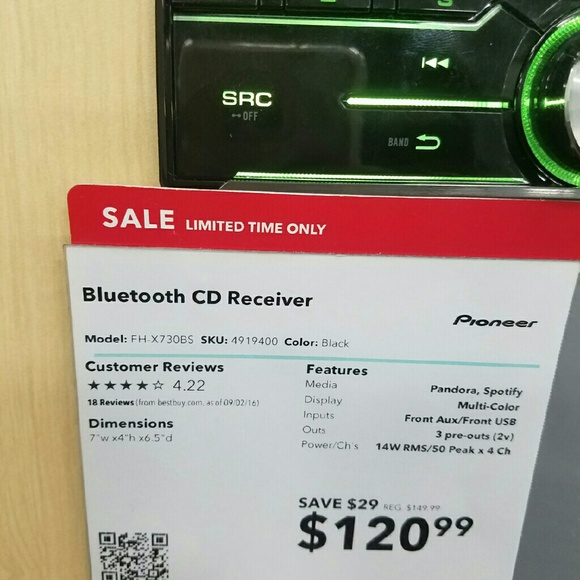 SRC
OFF
BAND
SALE LIMITED TIME ONLY
Bluetooth CD Receiver
Pioneer
Model: FH-X730BS SKU: 4919400 Color: Black
Customer Reviews
★★★★☆ 4.22
18 Reviews (from bestbuy.com, as of 09/02/16)
Dimensions
7"w x4"h x6.5"d
Features
Media Pandora, Spotify
Display Multi-Color
Inputs Front Aux/Front USB
Outs 3 pre-outs (2v)
Power/Ch's 14W RMS/50 Peak x 4 Ch
SAVE $29 REG. $149.99
$12099